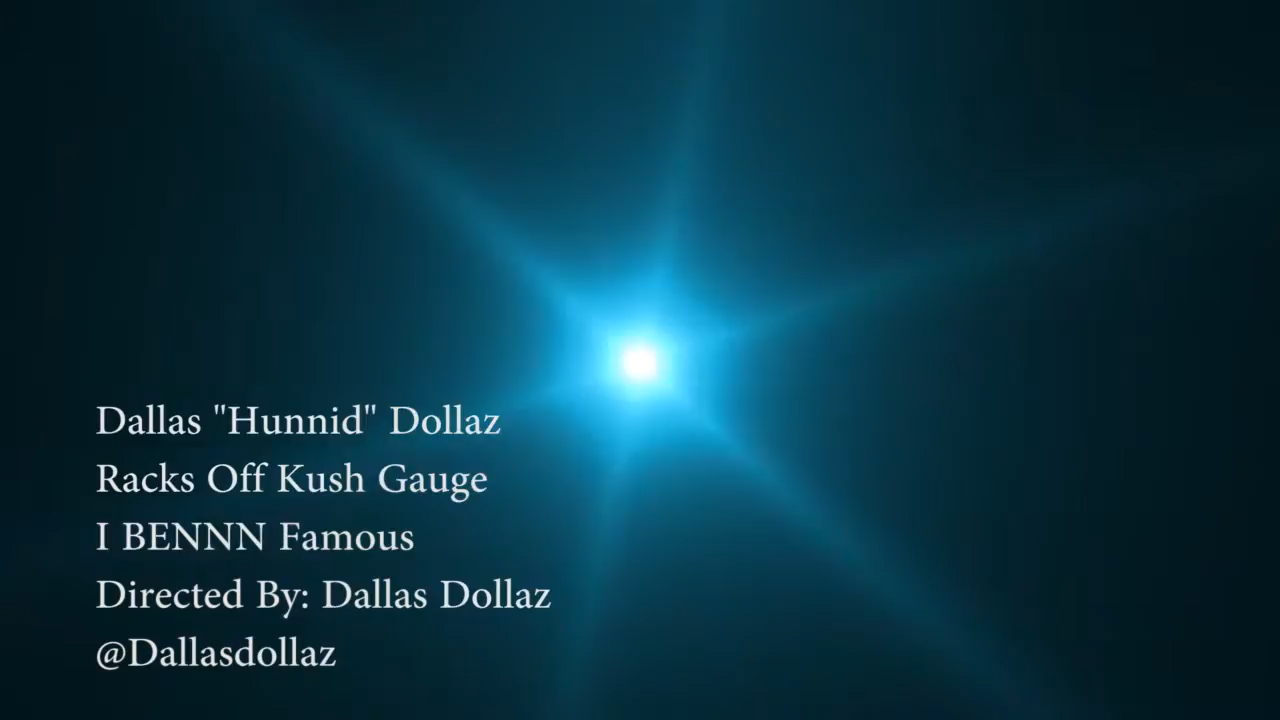 Dallas "Hunnid" Dollaz
Racks Off Kush Gauge
I BENNN Famous
Directed By: Dallas Dollaz
@Dallasdollaz